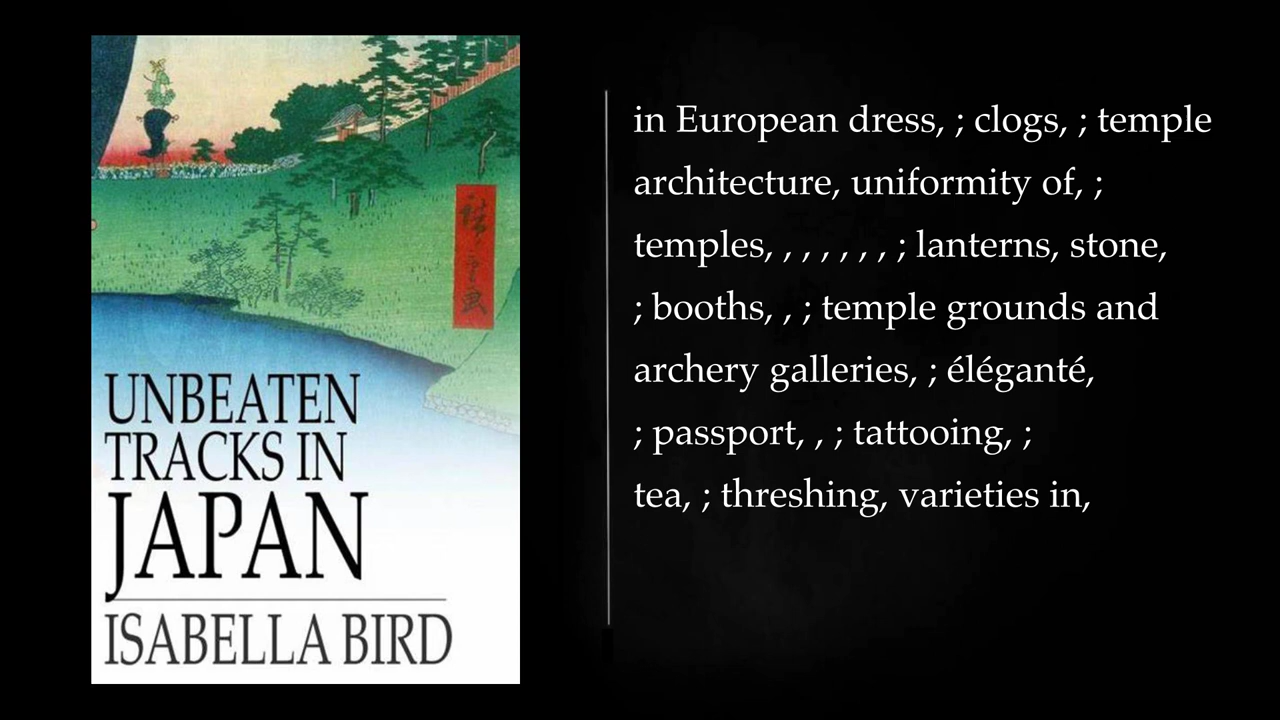 UNBEATEN
TRACKS IN
JAPAN
ISABELLA BIRD
in European dress, ; clogs, ; temple
architecture, uniformity of, ;
temples, , , , , , , ; lanterns, stone,
; booths, , ; temple grounds and
archery galleries, ; éléganté,
; passport, , ; tattooing, ;
tea, ; threshing, varieties in,